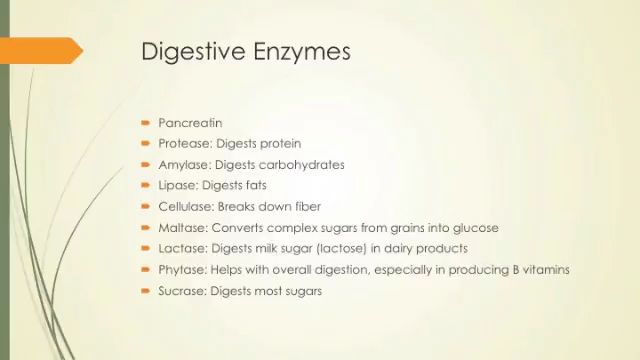 Digestive Enzymes
Pancreatin
Protease: Digests protein
Amylase: Digests carbohydrates
Lipase: Digests fats
Cellulase: Breaks down fiber
Maltase: Converts complex sugars from grains into glucose
Lactase: Digests milk sugar (lactose) in dairy products
Phytase: Helps with overall digestion, especially in producing B vitamins
Sucrase: Digests most sugars